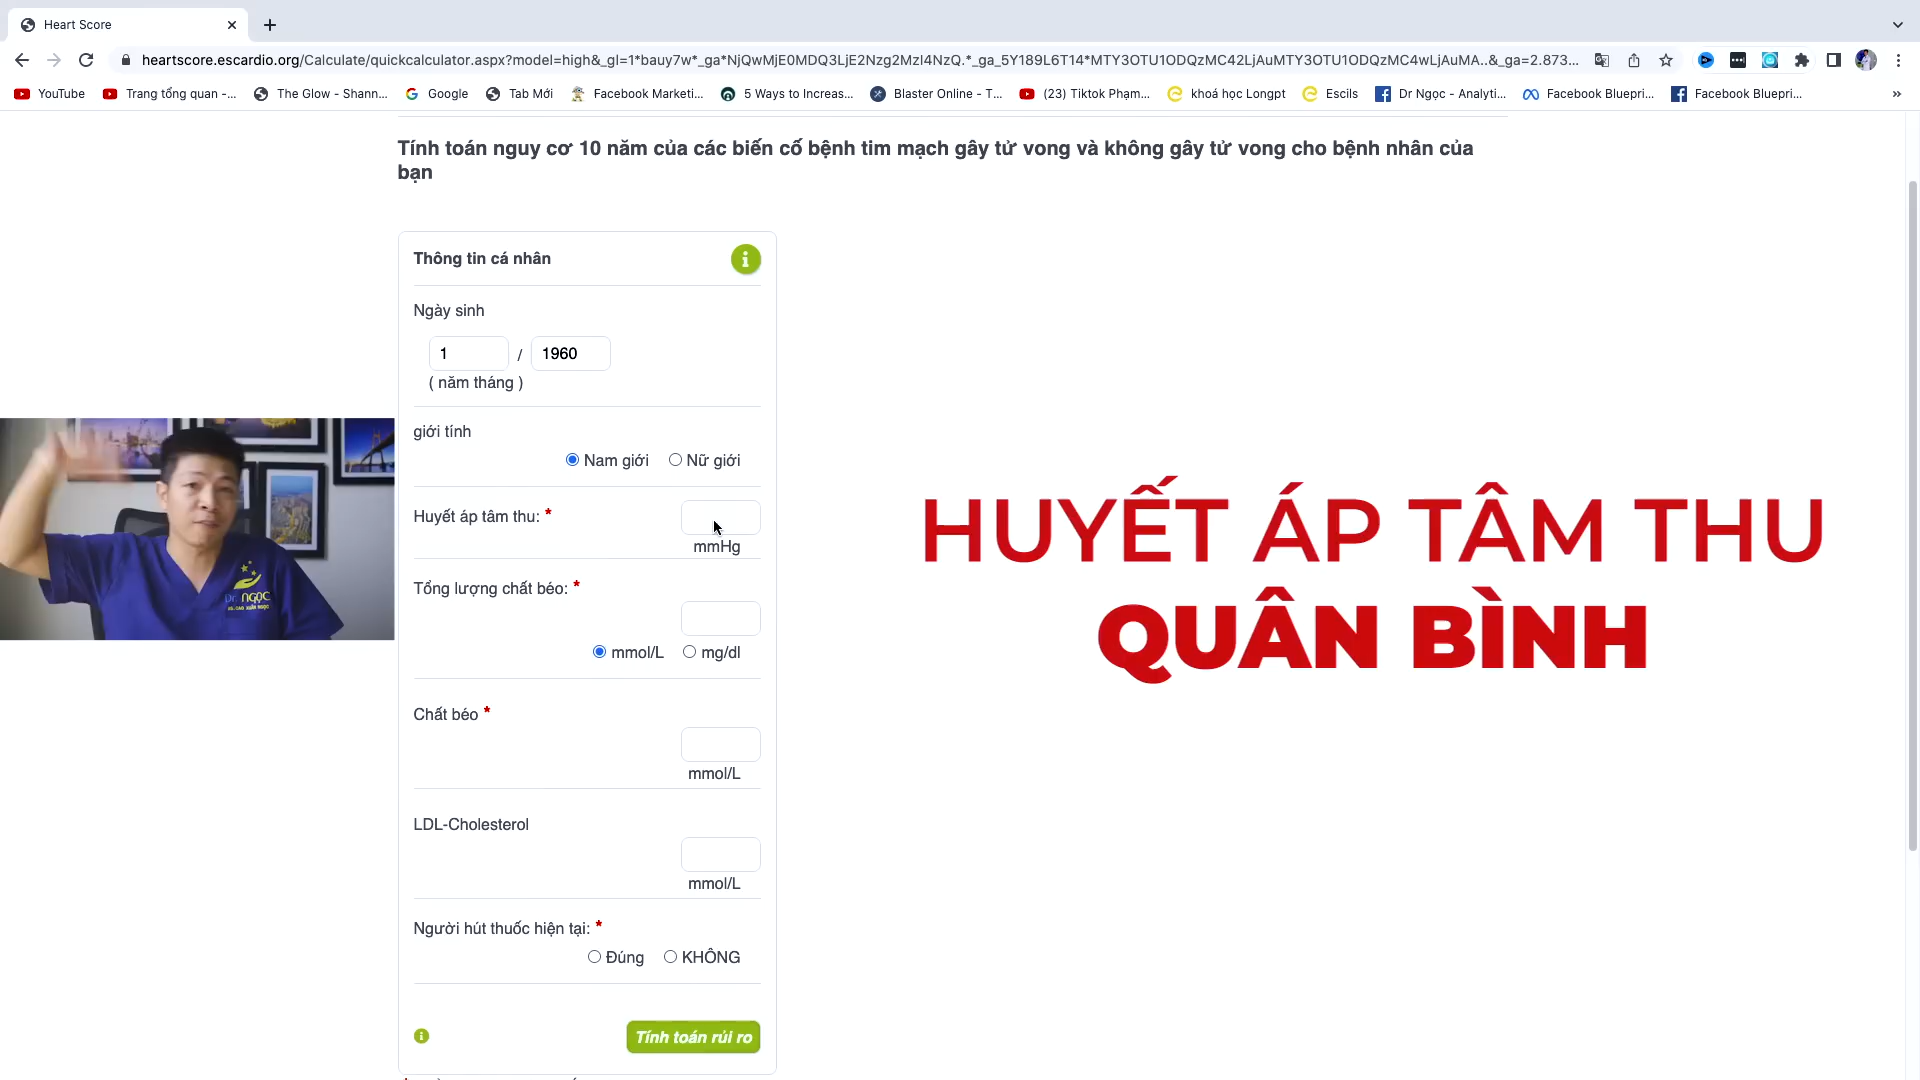 Heart Score
heartscore.escardio.org/Calculate/quickcalculator.aspx?model=high&_gl=1*bauy7w*_ga*NjQwMjE0MDQ3LjE2Nzg2MzI4NzQ.*_ga_5Y189L6T14*MTY3OTU1ODQzMC42LjAuMTY3OTU1ODQzMC4wLjAuMA..&_ga=2.873...
YouTube Trang tổng quan -... The Glow - Shann... Google Tab Mới Facebook Marketi... 5 Ways to Increas... Blaster Online - T... (23) Tiktok Phạm... khoá học Longpt Escils Dr Ngọc - Analyti... Facebook Bluepri... Facebook Bluepri... »
Tính toán nguy cơ 10 năm của các biến cố bệnh tim mạch gây tử vong và không gây tử vong cho bệnh nhân của
bạn
Thông tin cá nhân
Ngày sinh
1 / 1960
( năm tháng )
giới tính
Nam giới Nữ giới
Huyết áp tâm thu: *
mmHg
Tổng lượng chất béo: *
mmol/L mg/dl
Chất béo *
mmol/L
LDL-Cholesterol
mmol/L
Người hút thuốc hiện tại: *
Đúng KHÔNG
Tính toán rủi ro
HUYẾT ÁP TÂM THU
QUÂN BÌNH
Dr. NGỌC
BS. CAO XUÂN NGỌC